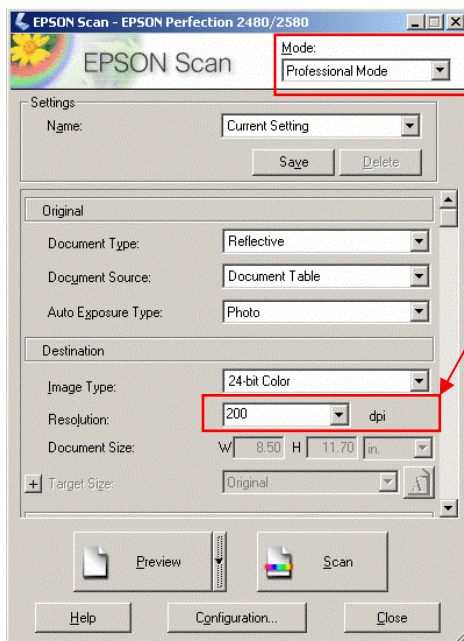 EPSON Scan - EPSON Perfection 2480/2580
EPSON Scan
Mode:
Professional Mode
Settings
Name:
Current Setting
Save
Delete
Original
Document Type:
Reflective
Document Source:
Document Table
Auto Exposure Type:
Photo
Destination
Image Type:
24-bit Color
Resolution:
200
dpi
Document Size:
W 8.50 H 11.70 in.
+ Target Size:
Original
Preview
Scan
Help
Configuration...
Close